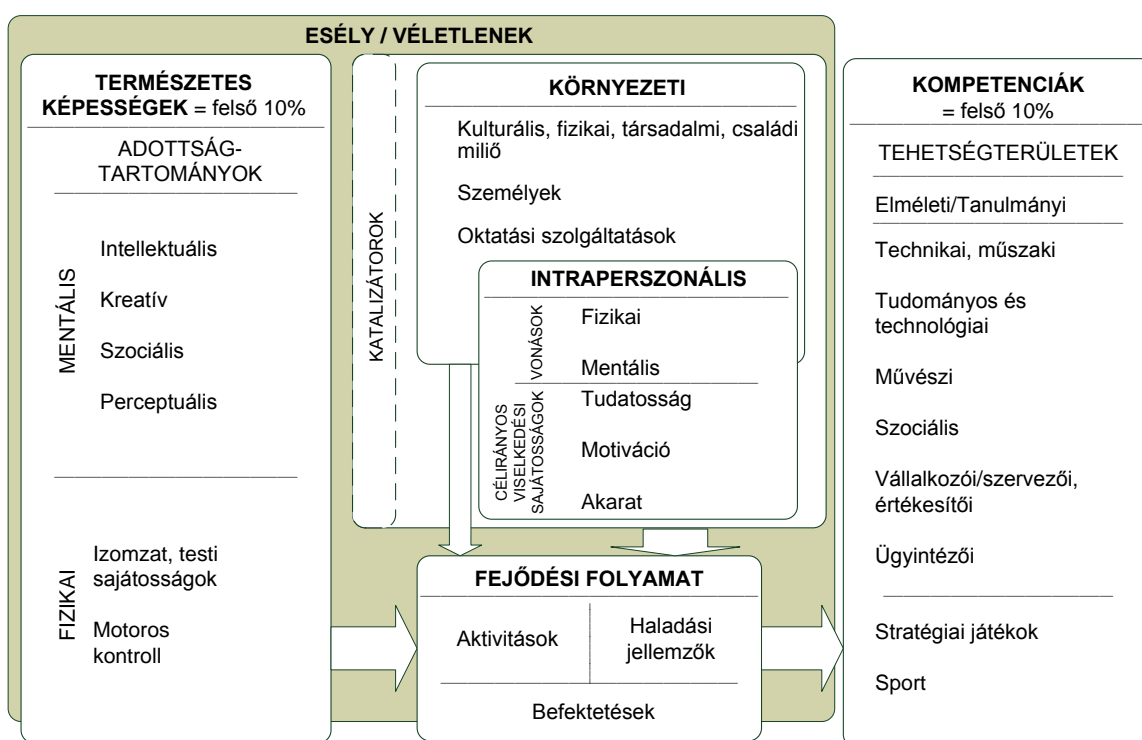 ESÉLY / VÉLETLENEK
TERMÉSZETES
KÉPESSÉGEK = felső 10%
ADOTTSÁG-
TARTOMÁNYOK
MENTÁLIS
Intellektuális
Kreatív
Szociális
Perceptuális
FIZIKAI
Izomzat, testi
sajátosságok
Motoros
kontroll
KATALIZÁTOROK
KÖRNYEZETI
Kulturális, fizikai, társadalmi, családi
miliő
Személyek
Oktatási szolgáltatások
INTRAPERSZONÁLIS
VONÁSOK
Fizikai
Mentális
CÉLIRÁNYOS
VISELKEDÉSI
SAJÁTOSSÁGOK
Tudatosság
Motiváció
Akarat
FEJŐDÉSI FOLYAMAT
Aktivitások
Haladási
jellemzők
Befektetések
KOMPETENCIÁK
= felső 10%
TEHETSÉGTERÜLETEK
Elméleti/Tanulmányi
Technikai, műszaki
Tudományos és
technológiai
Művészi
Szociális
Vállalkozói/szervezői,
értékesítői
Ügyintézői
Stratégiai játékok
Sport